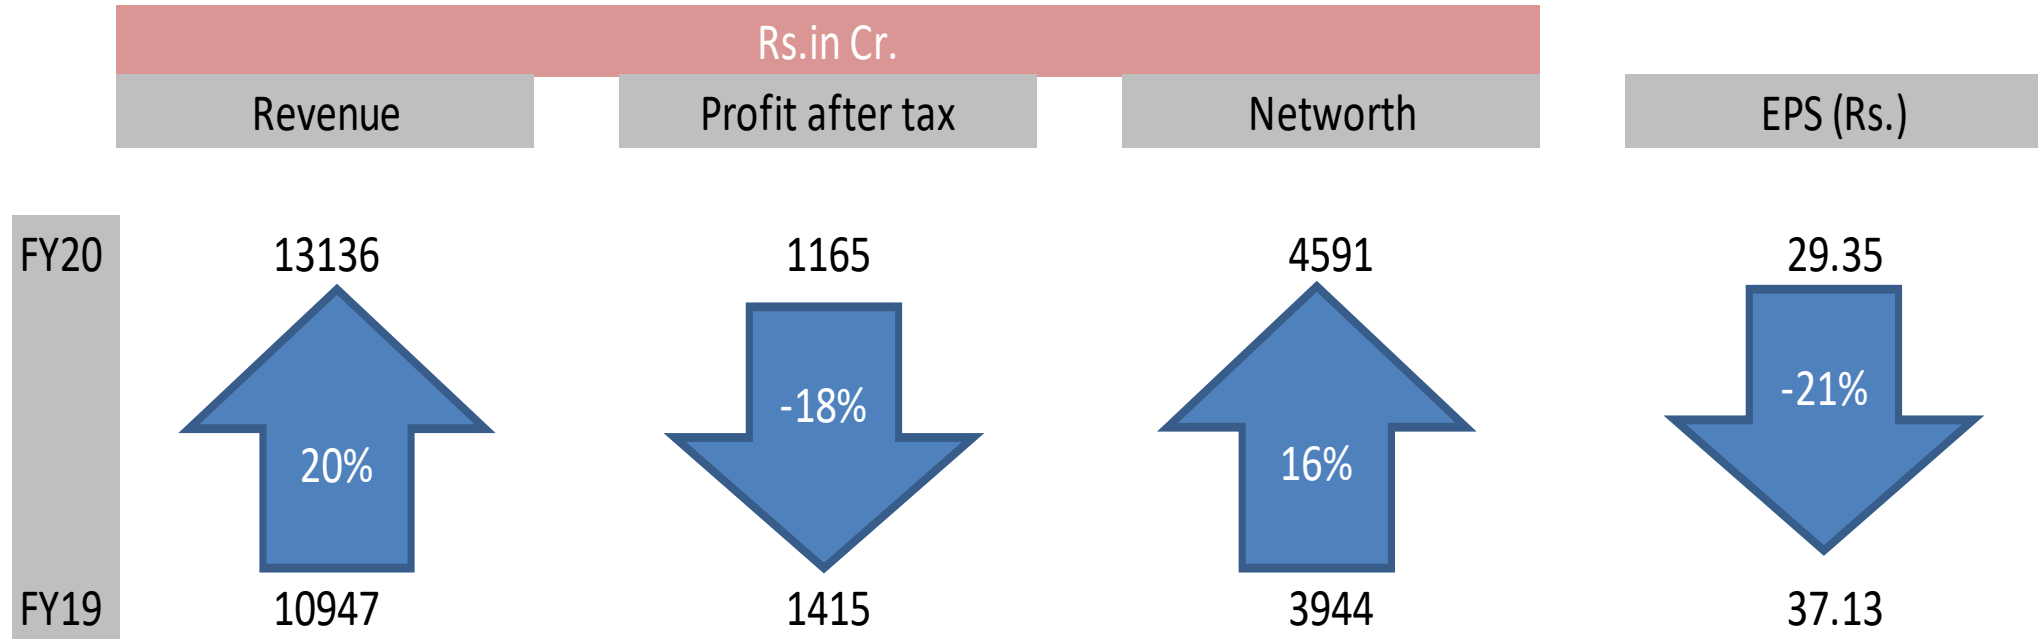 Rs.in Cr.
Revenue Profit after tax Networth EPS (Rs.)
FY20 13136 1165 4591 29.35
20% -18% 16% -21%
FY19 10947 1415 3944 37.13